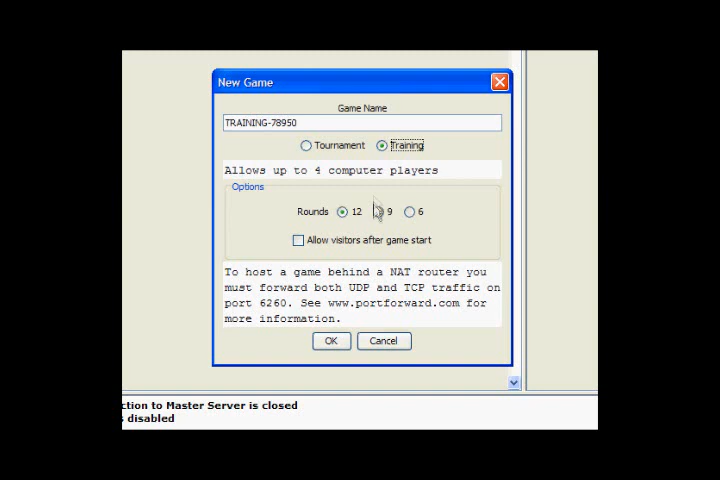 New Game
Game Name
TRAINING-78950
Tournament Training
Allows up to 4 computer players
Options
Rounds 12 9 6
Allow visitors after game start
To host a game behind a NAT router you
must forward both UDP and TCP traffic on
port 6260. See www.portforward.com for
more information.
OK Cancel
ction to Master Server is closed
disabled